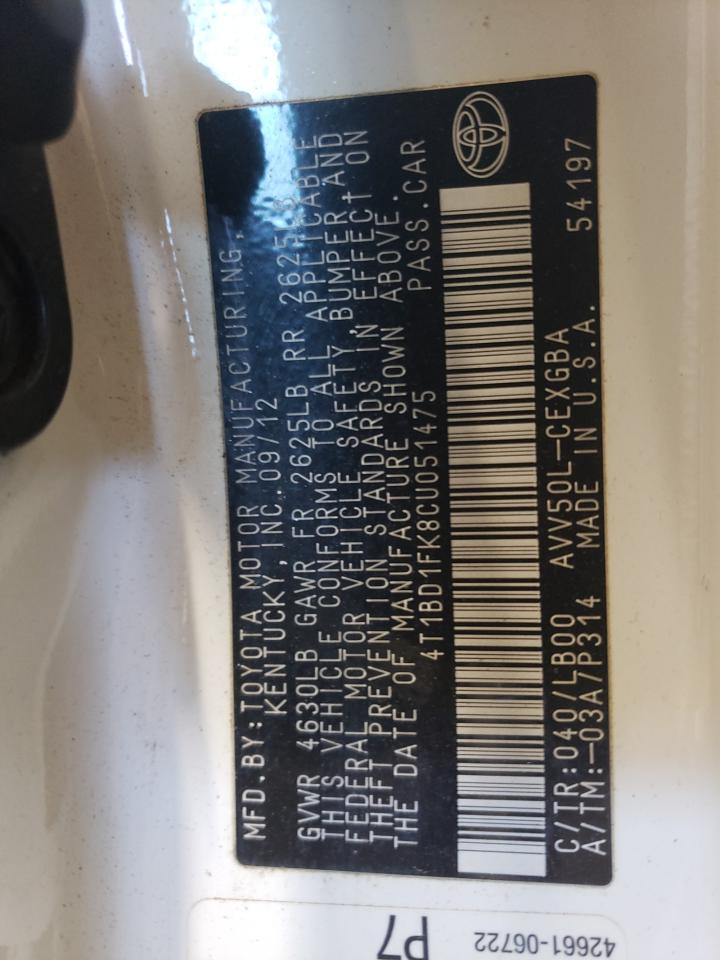 MFD.BY:TOYOTA MOTOR MANUFACTURING,
KENTUCKY,INC.09/12
GVWR 4630LB GAWR FR 2625LB RR 2625LB
THIS VEHICLE CONFORMS TO ALL APPLICABLE
FEDERAL MOTOR VEHICLE SAFETY,BUMPER,AND
THEFT PREVENTION STANDARDS IN EFFECT ON
THE DATE OF MANUFACTURE SHOWN ABOVE.
4T1BD1FK8CU051475 PASS.CAR
C/TR:040/LB00 AVV50L-CEXGBA 54197
A/TM:-03A/P314 MADE IN U.S.A.
42661-06722
P7